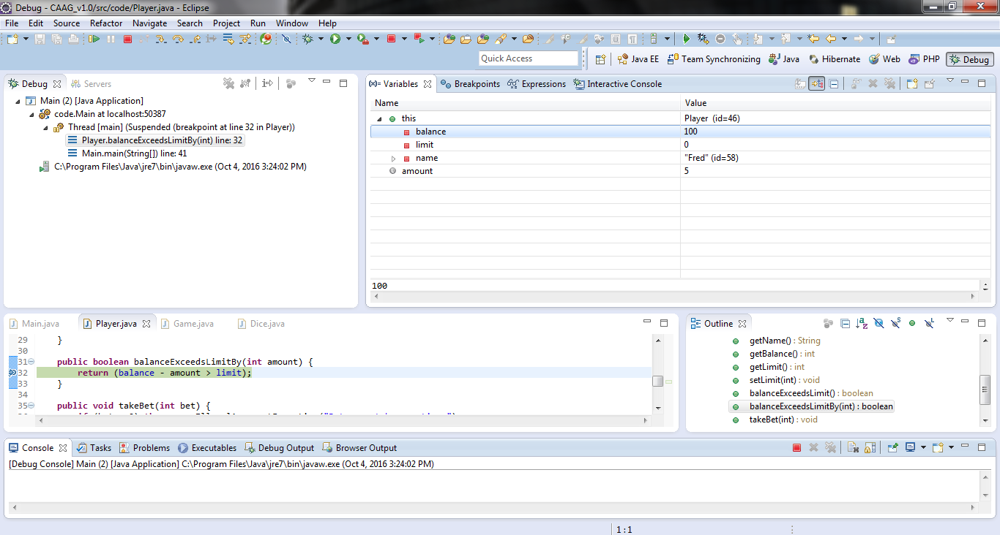 Debug - CAAG_v1.0/src/code/Player.java - Eclipse
File Edit Source Refactor Navigate Search Project Run Window Help
Quick Access
Java EE Team Synchronizing Java Hibernate Web PHP Debug
Debug Servers
Main (2) [Java Application]
code.Main at localhost:50387
Thread [main] (Suspended (breakpoint at line 32 in Player))
Player.balanceExceedsLimitBy(int) line: 32
Main.main(String[]) line: 41
C:\Program Files\Java\jre7\bin\javaw.exe (Oct 4, 2016 3:24:02 PM)
(x)= Variables Breakpoints Expressions Interactive Console
Name Value
this Player (id=46)
balance 100
limit 0
name "Fred" (id=58)
amount 5
100
Main.java Player.java Game.java Dice.java
29 }
30
31 public boolean balanceExceedsLimitBy(int amount) {
32 return (balance - amount > limit);
33 }
34
35 public void takeBet(int bet) {
Outline
getName() : String
getBalance() : int
getLimit() : int
setLimit(int) : void
balanceExceedsLimit() : boolean
balanceExceedsLimitBy(int) : boolean
takeBet(int) : void
Console Tasks Problems Executables Debug Output Browser Output
[Debug Console] Main (2) [Java Application] C:\Program Files\Java\jre7\bin\javaw.exe (Oct 4, 2016 3:24:02 PM)
1:1